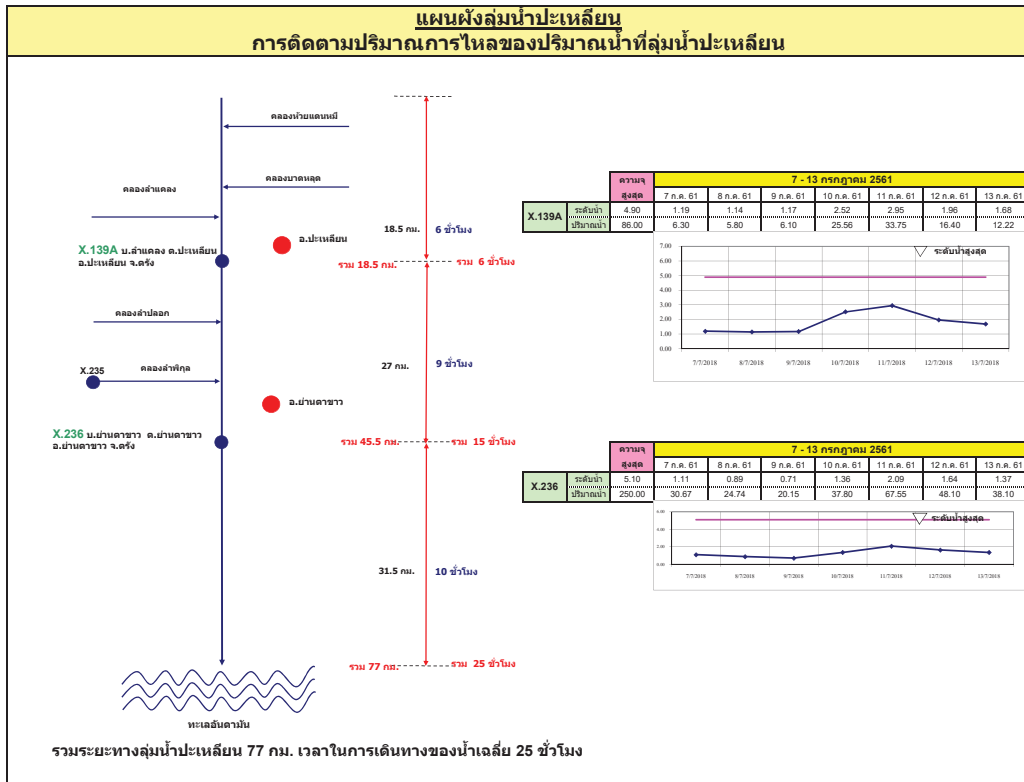 แผนผังลุ่มน้ำปะเหลียน
การติดตามปริมาณการไหลของปริมาณน้ำที่ลุ่มน้ำปะเหลียน
คลองห้วยแดนหมี
คลองบาดหลุด
คลองลำแคลง
อ.ปะเหลียน
18.5 กม.
6 ชั่วโมง
X.139A บ.ลำแคลง ต.ปะเหลียน
อ.ปะเหลียน จ.ตรัง
รวม 18.5 กม.
รวม 6 ชั่วโมง
คลองลำปลอก
X.235
คลองลำพิกุล
27 กม.
9 ชั่วโมง
อ.ย่านตาขาว
X.236 บ.ย่านตาขาว ต.ย่านตาขาว
อ.ย่านตาขาว จ.ตรัง
รวม 45.5 กม.
รวม 15 ชั่วโมง
31.5 กม.
10 ชั่วโมง
รวม 77 กม.
รวม 25 ชั่วโมง
ทะเลอันดามัน
ความจุ 7 - 13 กรกฎาคม 2561
สูงสุด 7 ก.ค. 61 8 ก.ค. 61 9 ก.ค. 61 10 ก.ค. 61 11 ก.ค. 61 12 ก.ค. 61 13 ก.ค. 61
X.139A
ระดับน้ำ 4.90 1.19 1.14 1.17 2.52 2.95 1.96 1.68
ปริมาณน้ำ 86.00 6.30 5.80 6.10 25.56 33.75 16.40 12.22
ระดับน้ำสูงสุด
7.00
6.00
5.00
4.00
3.00
2.00
1.00
0.00
7/7/2018 8/7/2018 9/7/2018 10/7/2018 11/7/2018 12/7/2018 13/7/2018
ความจุ 7 - 13 กรกฎาคม 2561
สูงสุด 7 ก.ค. 61 8 ก.ค. 61 9 ก.ค. 61 10 ก.ค. 61 11 ก.ค. 61 12 ก.ค. 61 13 ก.ค. 61
X.236
ระดับน้ำ 5.10 1.11 0.89 0.71 1.36 2.09 1.64 1.37
ปริมาณน้ำ 250.00 30.67 24.74 20.15 37.80 67.55 48.10 38.10
ระดับน้ำสูงสุด
6.00
4.00
2.00
0.00
7/7/2018 8/7/2018 9/7/2018 10/7/2018 11/7/2018 12/7/2018 13/7/2018
รวมระยะทางลุ่มน้ำปะเหลียน 77 กม. เวลาในการเดินทางของน้ำเฉลี่ย 25 ชั่วโมง